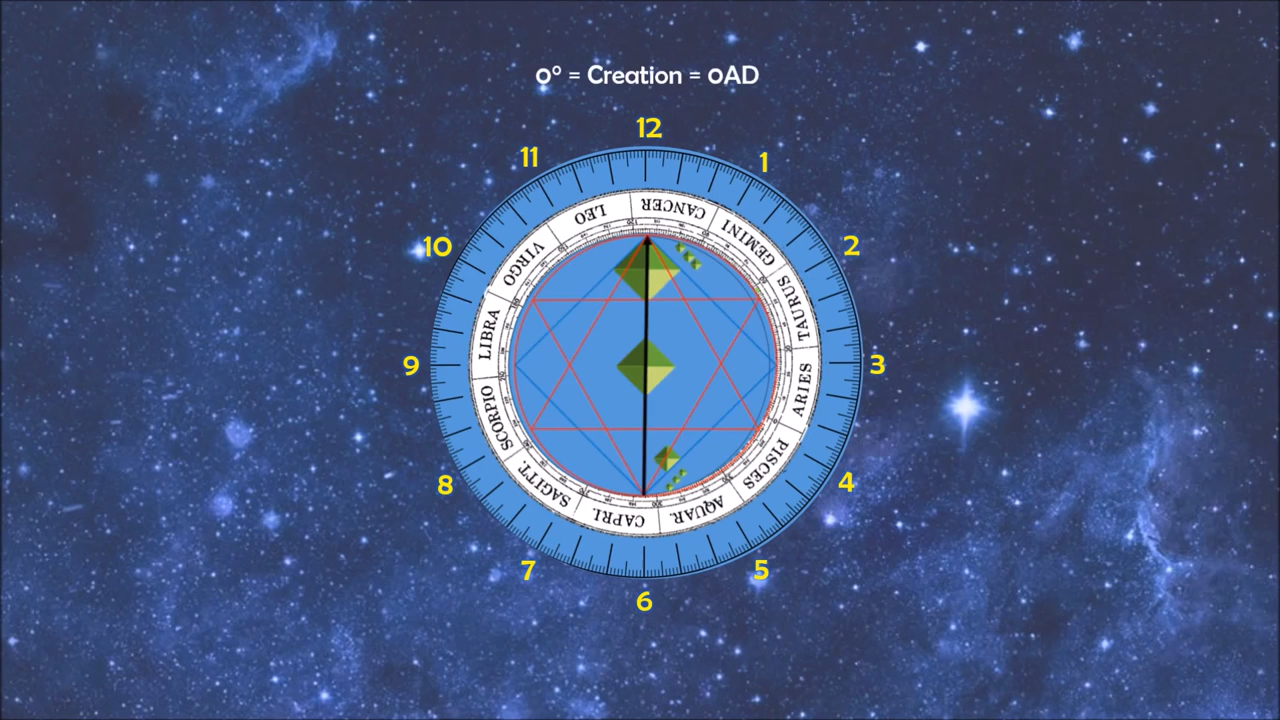 0° = Creation = 0AD
12
11
1
10
2
9
3
8
4
7
5
6
LEO
CANCER
GEMINI
TAURUS
ARIES
PISCES
AQUAR.
CAPRI.
SAGITT.
SCORPIO
LIBRA
VIRGO